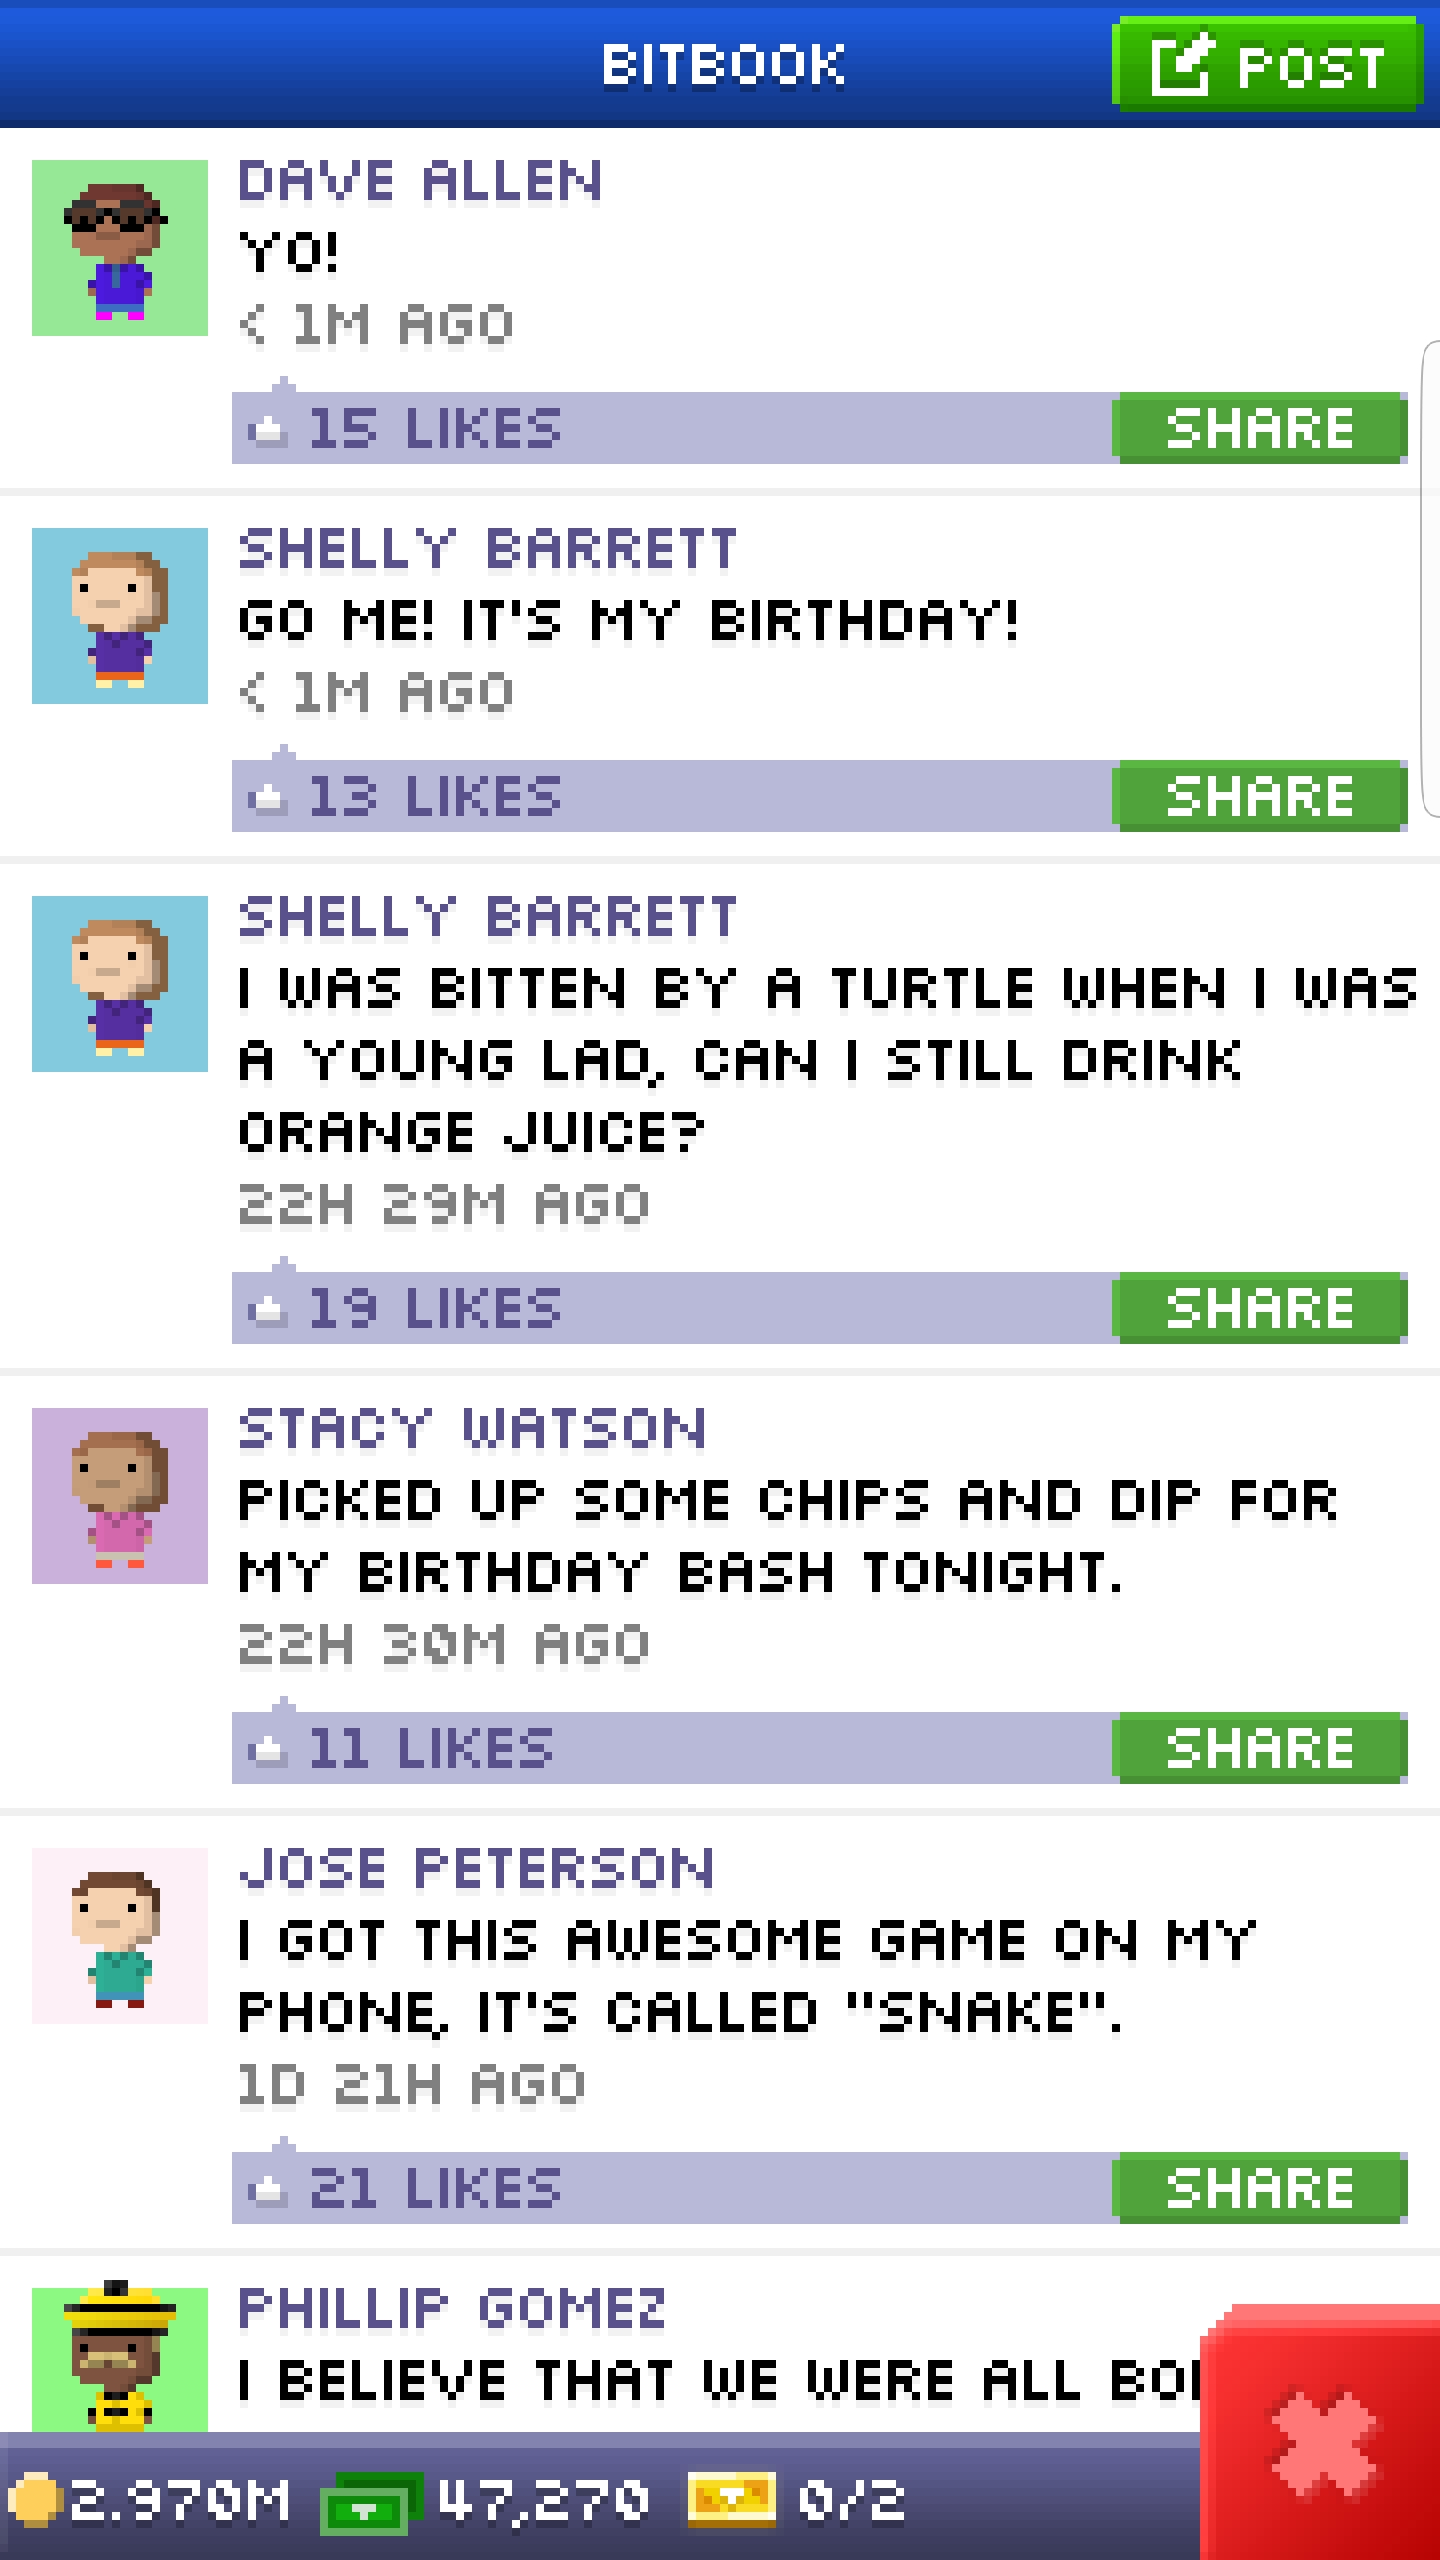 BITBOOK
POST
DAVE ALLEN
YO!
< 1M AGO
15 LIKES
SHARE
SHELLY BARRETT
GO ME! IT'S MY BIRTHDAY!
< 1M AGO
13 LIKES
SHARE
SHELLY BARRETT
I WAS BITTEN BY A TURTLE WHEN I WAS
A YOUNG LAD, CAN I STILL DRINK
ORANGE JUICE?
22H 29M AGO
19 LIKES
SHARE
STACY WATSON
PICKED UP SOME CHIPS AND DIP FOR
MY BIRTHDAY BASH TONIGHT.
22H 30M AGO
11 LIKES
SHARE
JOSE PETERSON
I GOT THIS AWESOME GAME ON MY
PHONE, IT'S CALLED "SNAKE".
1D 21H AGO
21 LIKES
SHARE
PHILLIP GOMEZ
I BELIEVE THAT WE WERE ALL
2.970M 47,270 0/2